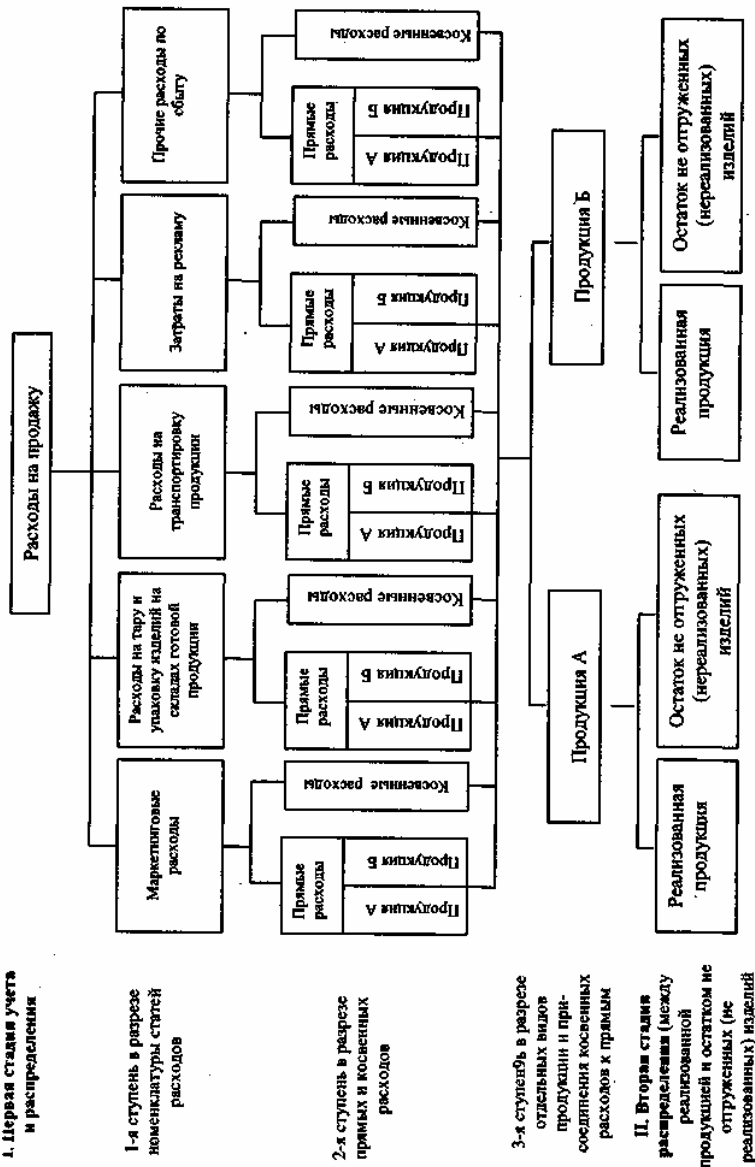 I. Первая стадия учета
и распределения
Расходы на продажу
1-я ступень в разрезе
номенклатуры статей
расходов
Маркетинговые
расходы
Расходы на тару и
упаковку изделий на
складах готовой
продукции
Расходы на
транспортировку
продукции
Затраты на рекламу
Прочие расходы по
сбыту
2-я ступень в разрезе
прямых и косвенных
расходов
Прямые
расходы
Продукция А
Продукция Б
Косвенные расходы
Прямые
расходы
Продукция А
Продукция Б
Косвенные расходы
Прямые
расходы
Продукция А
Продукция Б
Косвенные расходы
Прямые
расходы
Продукция А
Продукция Б
Косвенные расходы
Прямые
расходы
Продукция А
Продукция Б
Косвенные расходы
3-я ступен9ь в разрезе
отдельных видов
продукции и при-
соединения косвенных
расходов к прямым
Продукция А
Продукция Б
II. Вторая стадия
распределения (между
реализованной
продукцией и остатком не
отгруженных (не
реализованных) изделий
Реализованная
продукция
Остаток не отгруженных
(нереализованных)
изделий
Реализованная
продукция
Остаток не отгруженных
(нереализованных)
изделий